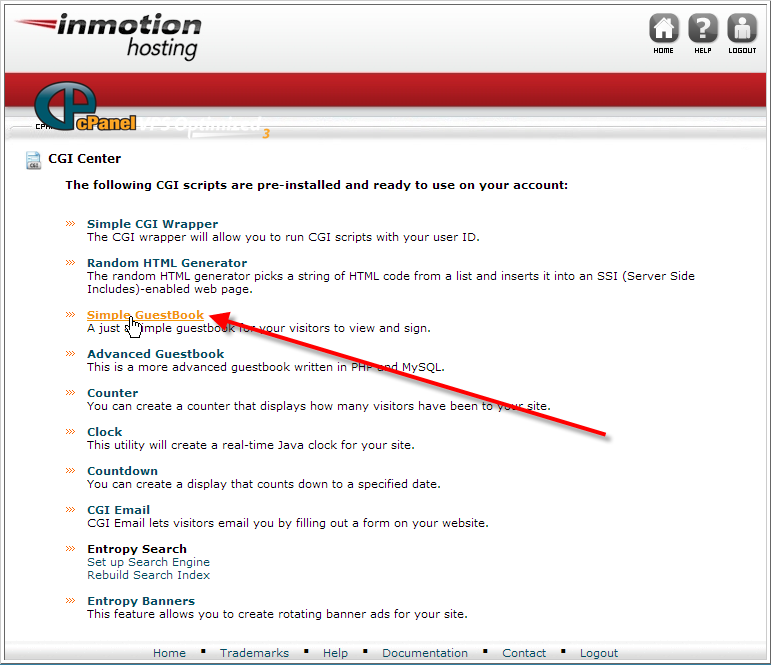 inmotion
hosting
HOME HELP LOGOUT
cPanel VPS Optimized 3
CGI Center
The following CGI scripts are pre-installed and ready to use on your account:
Simple CGI Wrapper
The CGI wrapper will allow you to run CGI scripts with your user ID.
Random HTML Generator
The random HTML generator picks a string of HTML code from a list and inserts it into an SSI (Server Side
Includes)-enabled web page.
Simple GuestBook
A just simple guestbook for your visitors to view and sign.
Advanced Guestbook
This is a more advanced guestbook written in PHP and MySQL.
Counter
You can create a counter that displays how many visitors have been to your site.
Clock
This utility will create a real-time Java clock for your site.
Countdown
You can create a display that counts down to a specified date.
CGI Email
CGI Email lets visitors email you by filling out a form on your website.
Entropy Search
Set up Search Engine
Rebuild Search Index
Entropy Banners
This feature allows you to create rotating banner ads for your site.
Home ▪ Trademarks ▪ Help ▪ Documentation ▪ Contact ▪ Logout